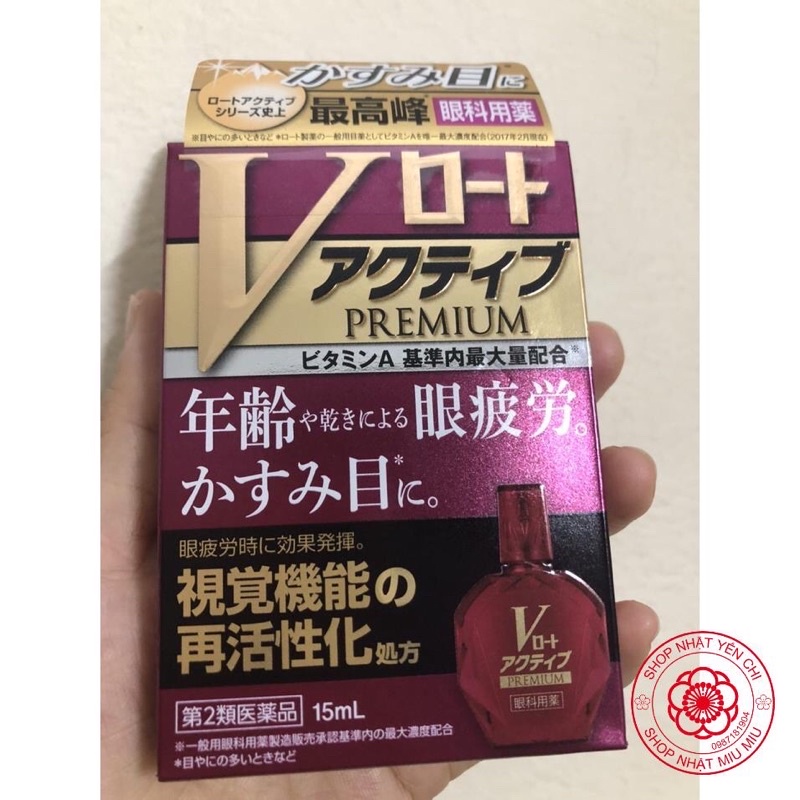 かすみ目に
ロートアクティブ
シリーズ史上
最高峰 眼科用薬
※目やにの多いときなど *ロート製薬の一般用目薬としてビタミンAを唯一最大濃度配合(2017年2月現在)
Vロート
アクティブ
PREMIUM
ビタミンA 基準内最大量配合※
年齢や乾きによる眼疲労。
かすみ目*に。
眼疲労時に効果発揮。
視覚機能の
再活性化処方
第2類医薬品 15mL
※一般用眼科用薬製造販売承認基準内の最大濃度配合
*目やにの多いときなど
Vロート
アクティブ
PREMIUM
眼科用薬
SHOP NHẬT YÊN CHI
0987181904
SHOP NHẬT MIU MIU